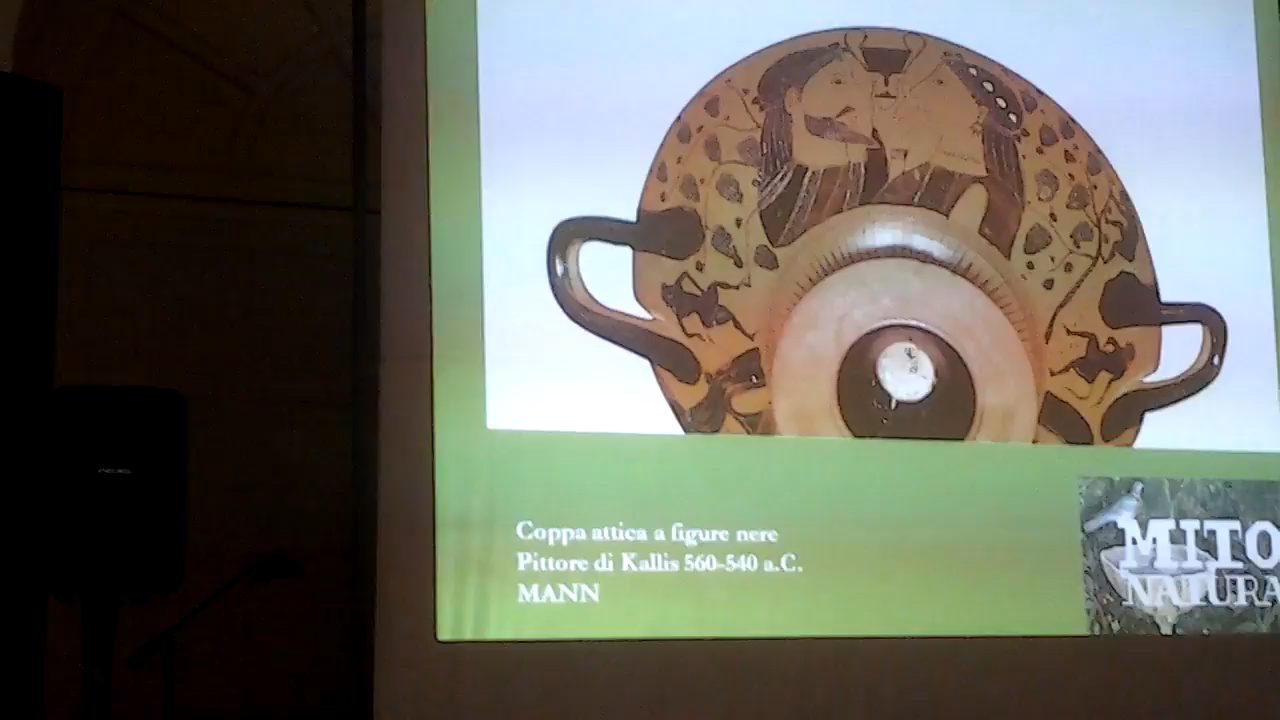 Coppa attica a figure nere
Pittore di Kallis 560-540 a.C.
MANN
MITO
NATURA